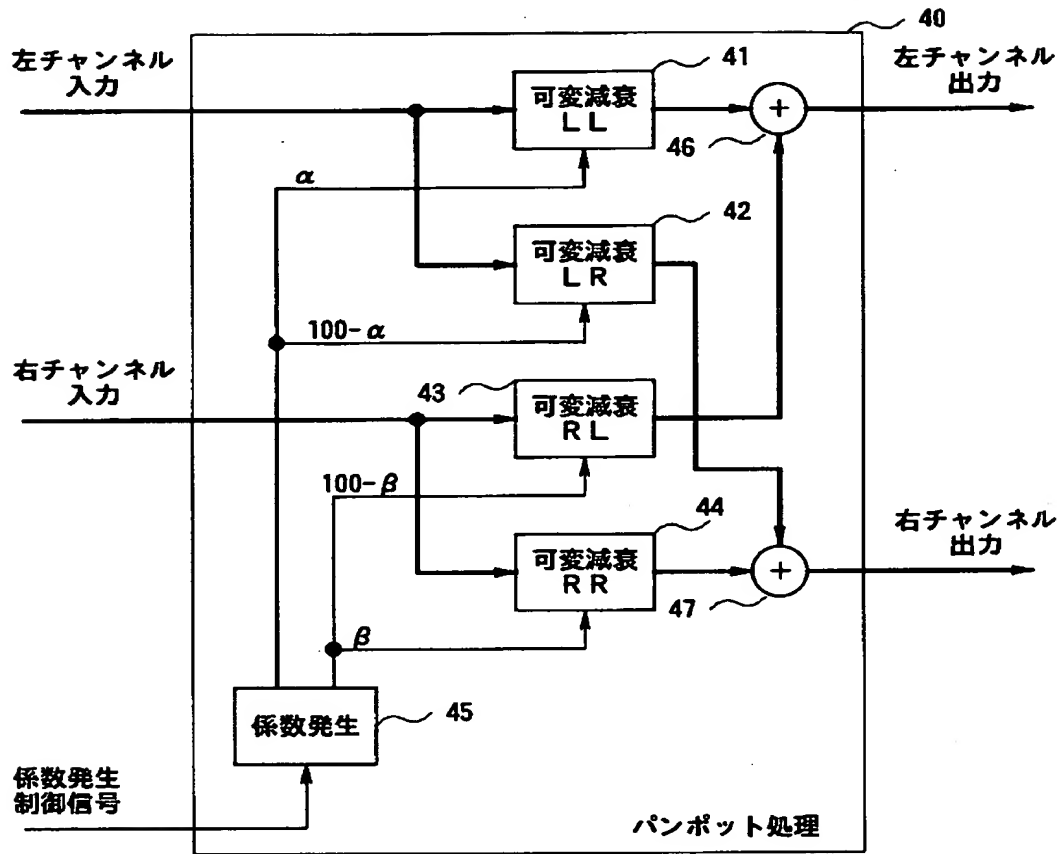 40
左チャンネル
入力
41
可変減衰
LL
左チャンネル
出力
+
46
α
42
可変減衰
LR
100-α
右チャンネル
入力
43
可変減衰
RL
100-β
44
可変減衰
RR
右チャンネル
出力
+
47
β
係数発生
45
係数発生
制御信号
パンポット処理